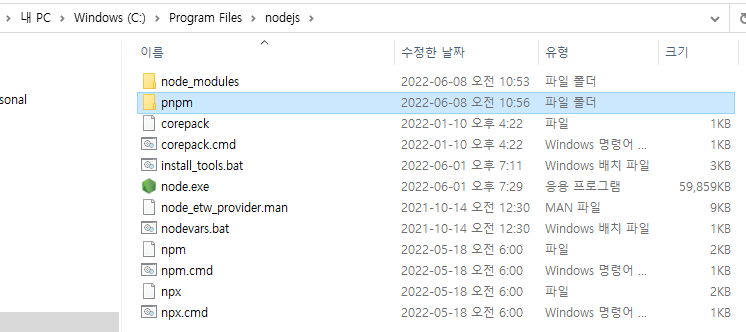 › 내 PC › Windows (C:) › Program Files › nodejs ›
이름 수정한 날짜 유형 크기
node_modules 2022-06-08 오전 10:53 파일 폴더
sonal
pnpm 2022-06-08 오전 10:56 파일 폴더
corepack 2022-01-10 오후 4:22 파일 1KB
corepack.cmd 2022-01-10 오후 4:22 Windows 명령어 ... 1KB
install_tools.bat 2022-06-01 오후 7:11 Windows 배치 파일 3KB
node.exe 2022-06-01 오후 7:29 응용 프로그램 59,859KB
node_etw_provider.man 2021-10-14 오전 12:30 MAN 파일 9KB
nodevars.bat 2021-10-14 오전 12:30 Windows 배치 파일 1KB
npm 2022-05-18 오전 6:00 파일 2KB
npm.cmd 2022-05-18 오전 6:00 Windows 명령어 ... 1KB
npx 2022-05-18 오전 6:00 파일 2KB
npx.cmd 2022-05-18 오전 6:00 Windows 명령어 ... 1KB